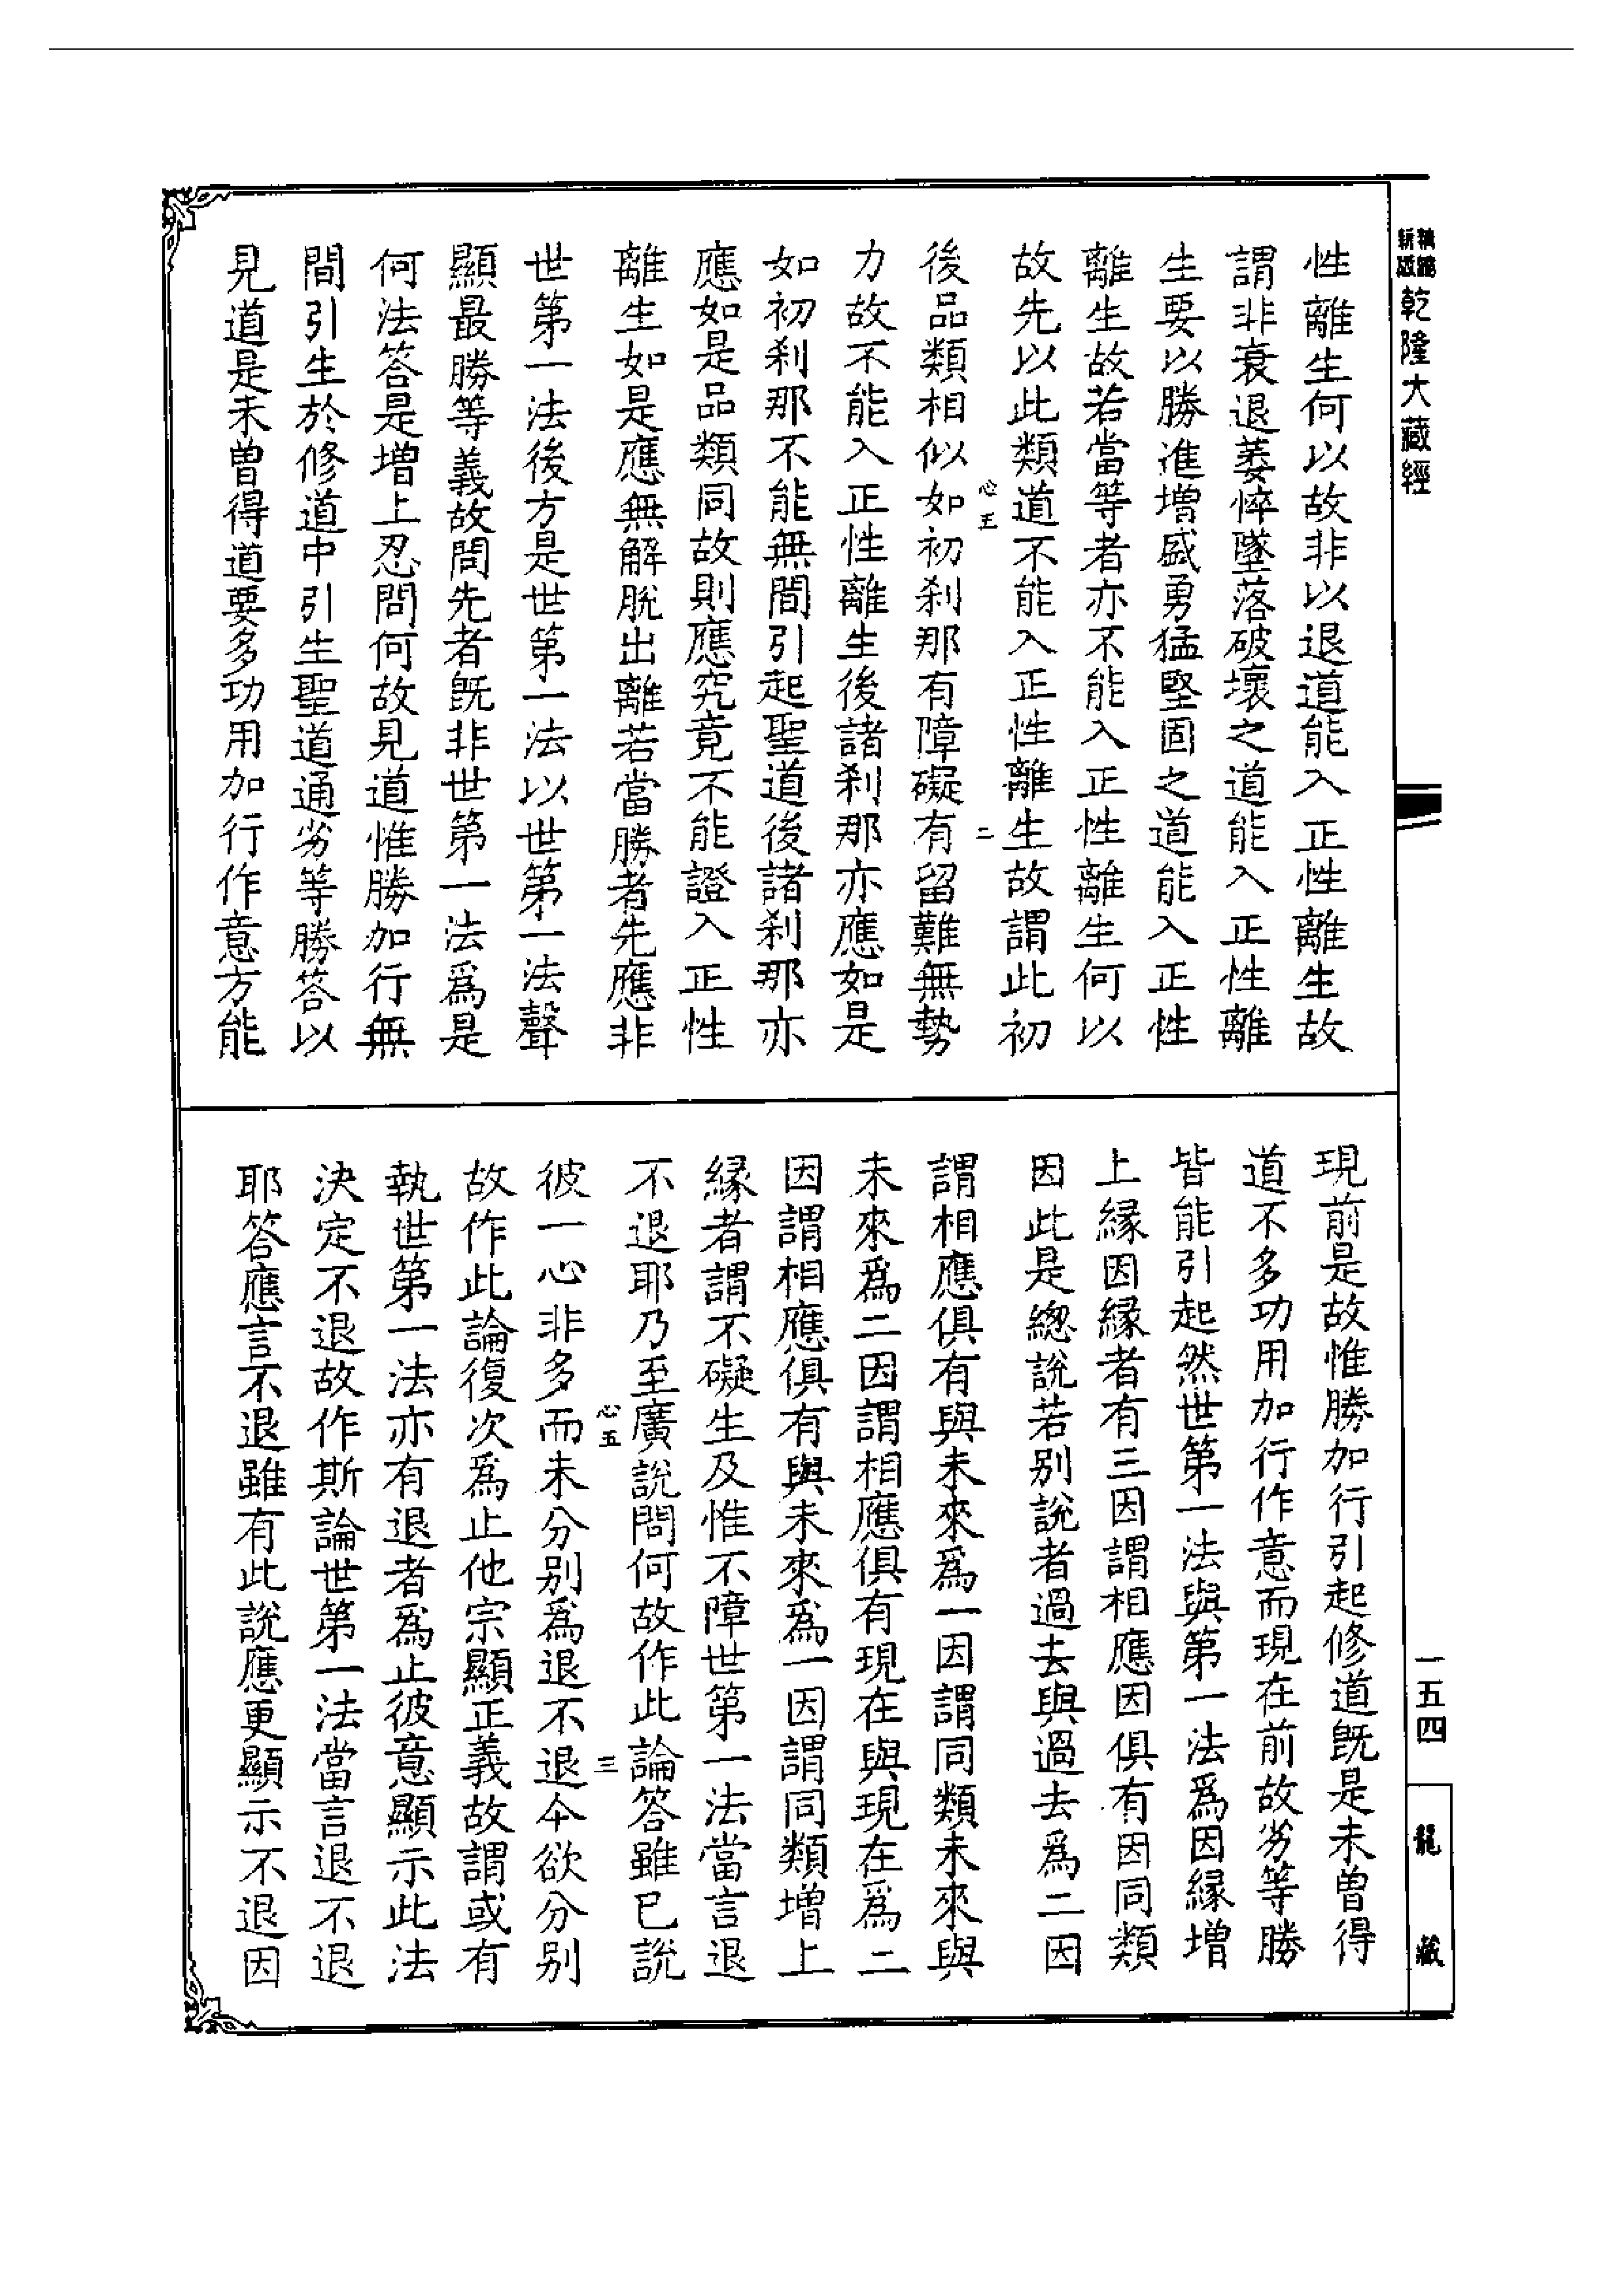 乾隆大藏經
性離生何以故非以退道能入正性離生故
謂非衰退萎悴墜落破壞之道能入正性離
生要以勝進增盛勇猛堅固之道能入正性
離生故若當等者亦不能入正性離生何以
故先以此類道不能入正性離生故謂此初
心五
二
後品類相似如初刹那有障礙有留難無勢
力故不能入正性離生後諸刹那亦應如是
如初刹那不能無間引起聖道後諸刹那亦
應如是品類同故則應究竟不能證入正性
離生如是應無解脫出離若當勝者先應非
世第一法後方是世第一法以世第一法聲
顯最勝等義故問先者旣非世第一法爲是
何法答是增上忍問何故見道惟勝加行無
間引生於修道中引生聖道通劣等勝答以
見道是未曾得道要多功用加行作意方能
現前是故惟勝加行引起修道旣是未曾得
道不多功用加行作意而現在前故劣等勝
皆能引起然世第一法與第一法爲因緣增
上緣因緣者有三因謂相應因俱有因同類
因此是總說若別說者過去與過去爲二因
謂相應俱有與未來爲一因謂同類未來與
未來爲二因謂相應俱有現在與現在爲二
因謂相應俱有與未來爲一因謂同類增上
緣者謂不礙生及惟不障世第一法當言退
不退耶乃至廣說問何故作此論答雖已說
心五
三
彼一心非多而未分別爲退不退今欲分別
故作此論復次爲止他宗顯正義故謂或有
執世第一法亦有退者爲止彼意顯示此法
決定不退故作斯論世第一法當言退不退
耶答應言不退雖有此說應更顯示不退因
一五四
龍藏